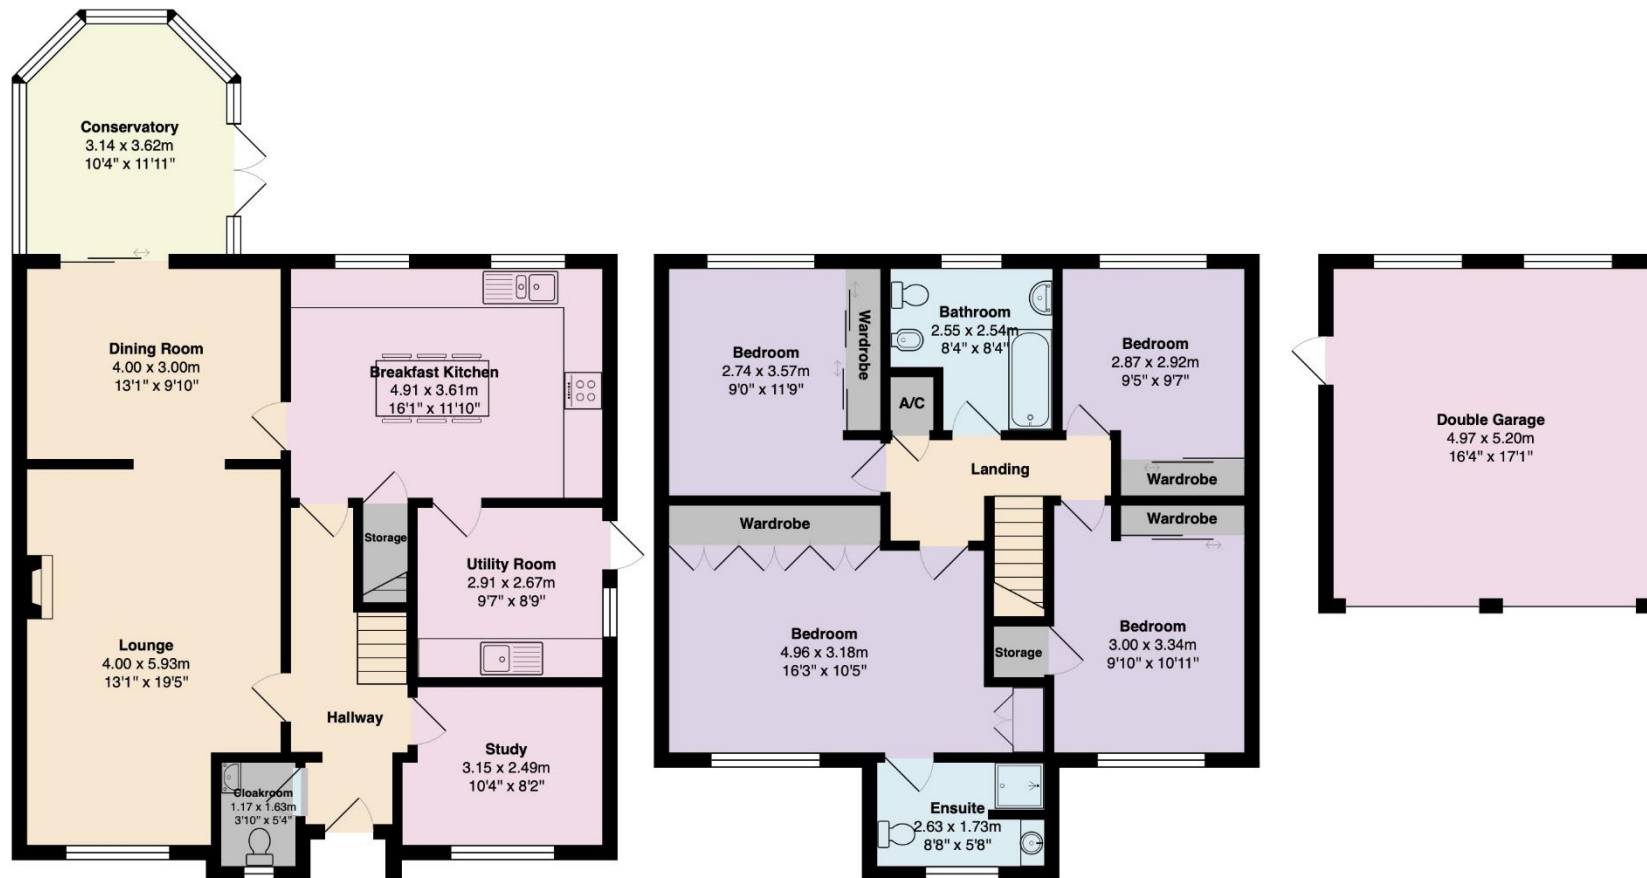 Conservatory
3.14 x 3.62m
10'4" x 11'11"
Dining Room
4.00 x 3.00m
13'1" x 9'10"
Breakfast Kitchen
4.91 x 3.61m
16'1" x 11'10"
Storage
Utility Room
2.91 x 2.67m
9'7" x 8'9"
Lounge
4.00 x 5.93m
13'1" x 19'5"
Hallway
Study
3.15 x 2.49m
10'4" x 8'2"
Cloakroom
1.17 x 1.63m
3'10" x 5'4"
Bedroom
2.74 x 3.57m
9'0" x 11'9"
Wardrobe
Bathroom
2.55 x 2.54m
8'4" x 8'4"
A/C
Bedroom
2.87 x 2.92m
9'5" x 9'7"
Wardrobe
Landing
Wardrobe
Wardrobe
Bedroom
4.96 x 3.18m
16'3" x 10'5"
Storage
Bedroom
3.00 x 3.34m
9'10" x 10'11"
Ensuite
2.63 x 1.73m
8'8" x 5'8"
Double Garage
4.97 x 5.20m
16'4" x 17'1"